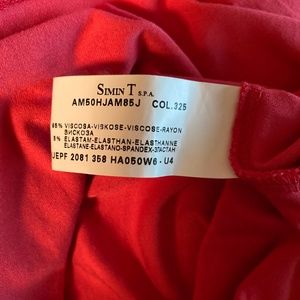 SIMIN T S.P.A.
AM50HJAM85J COL.325
95% VISCOSA-VISKOSE-VISCOSE-RAYON
ВИСКОЗА
5% ELASTAM-ELASTHAN-ELASTHANNE
ELASTANE-ELASTANO-SPANDEX-ЭЛАСТАН
JEPF 2081 358 HA050W6 - U4